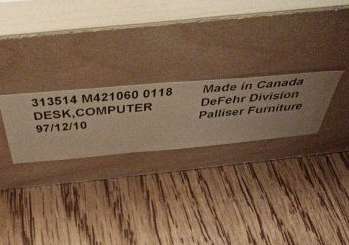 313514 M421060 0118
DESK,COMPUTER
97/12/10
Made in Canada
DeFehr Division
Palliser Furniture